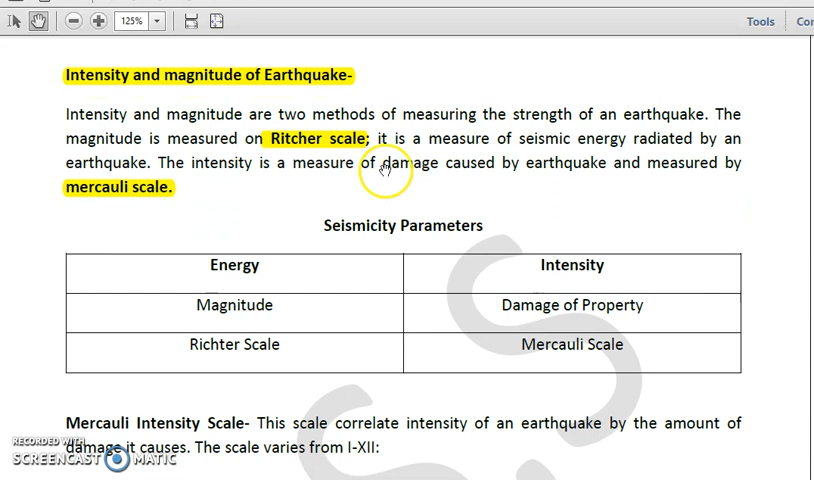 125%
Tools
Intensity and magnitude of Earthquake-
Intensity and magnitude are two methods of measuring the strength of an earthquake. The
magnitude is measured on Ritcher scale; it is a measure of seismic energy radiated by an
earthquake. The intensity is a measure of damage caused by earthquake and measured by
mercauli scale.
Seismicity Parameters
Energy Intensity
Magnitude Damage of Property
Richter Scale Mercauli Scale
Mercauli Intensity Scale- This scale correlate intensity of an earthquake by the amount of
damage it causes. The scale varies from I-XII:
RECORDED WITH
SCREENCAST MATIC